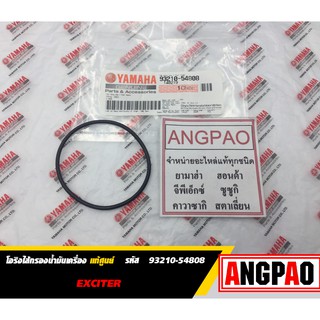 YAMAHA
93210-54808
Parts & Accessories
ANGPAO
จำหน่ายอะไหล่แท้ทุกชนิด
ยามาฮ่า ฮอนด้า
จีพีเอ็กซ์ ซูซูกิ
คาวาซากิ สตาเลี่ยน
โอริงไส้กรองน้ำมันเครื่อง แท้ศูนย์ รหัส 93210-54808
EXCITER
ANGPAO